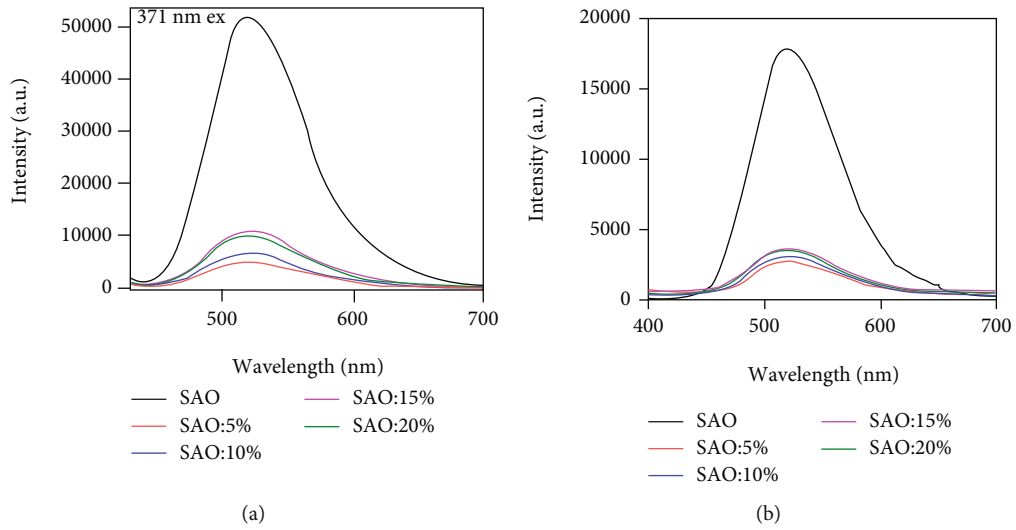 371 nm ex
50000
40000
30000
20000
10000
0
Intensity (a.u.)
500
600
700
Wavelength (nm)
SAO
SAO:5%
SAO:10%
SAO:15%
SAO:20%
(a)
20000
15000
10000
5000
0
Intensity (a.u.)
400
500
600
700
Wavelength (nm)
SAO
SAO:5%
SAO:10%
SAO:15%
SAO:20%
(b)